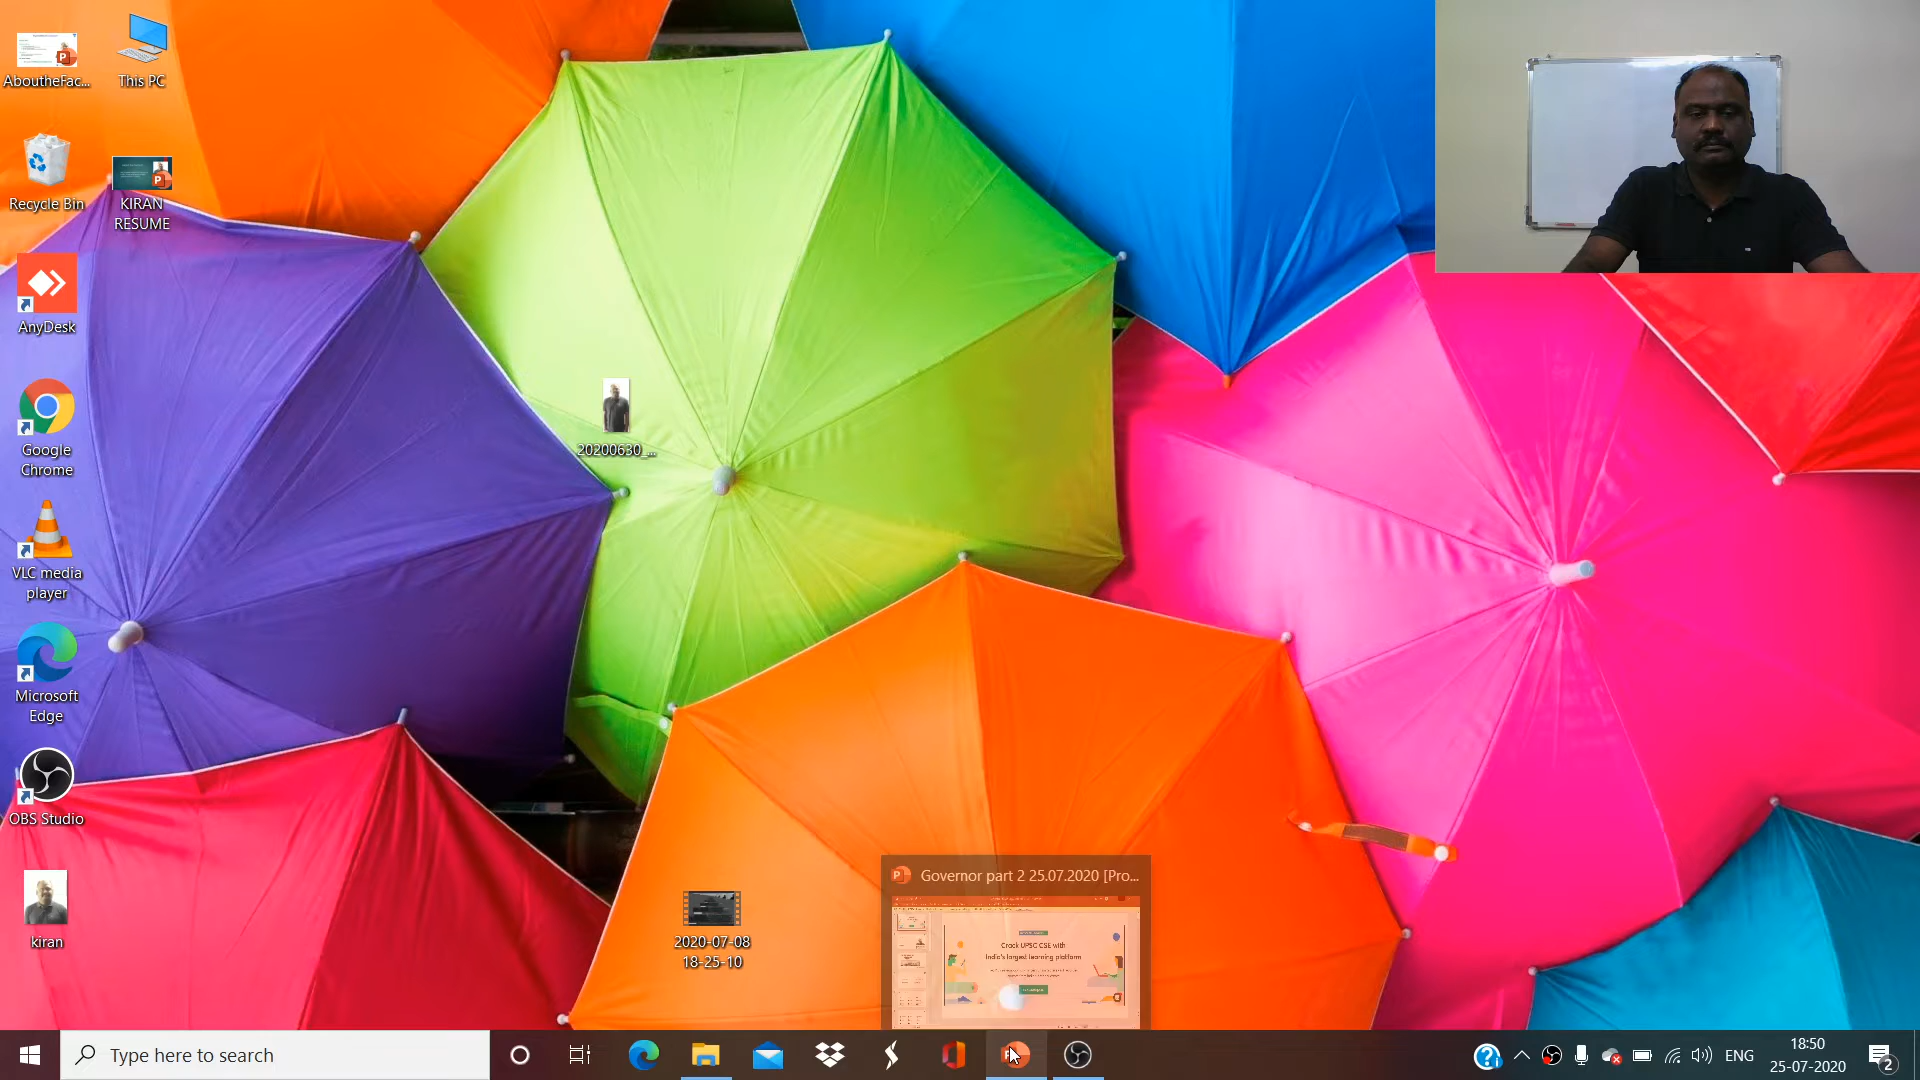 AboutheFac...
This PC
Recycle Bin
KIRAN
RESUME
AnyDesk
Google
Chrome
20200630_...
VLC media
player
Microsoft
Edge
OBS Studio
kiran
2020-07-08
18-25-10
Governor part 2 25.07.2020 [Pro...
Crack UPSC CSE with
India's largest learning platform
Type here to search
ENG
18:50
25-07-2020
2